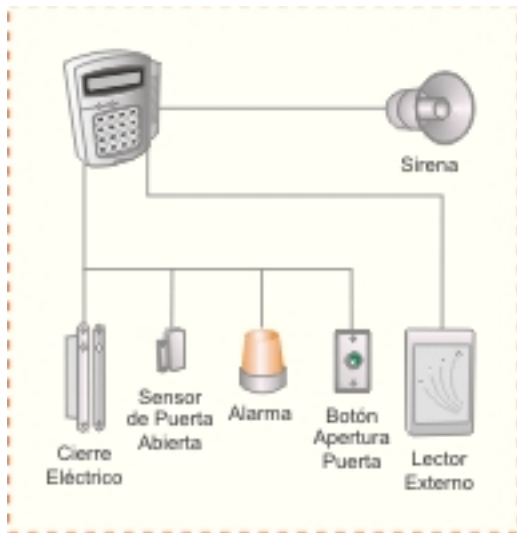 Sirena
Cierre
Eléctrico
Sensor
de Puerta
Abierta
Alarma
Botón
Apertura
Puerta
Lector
Externo